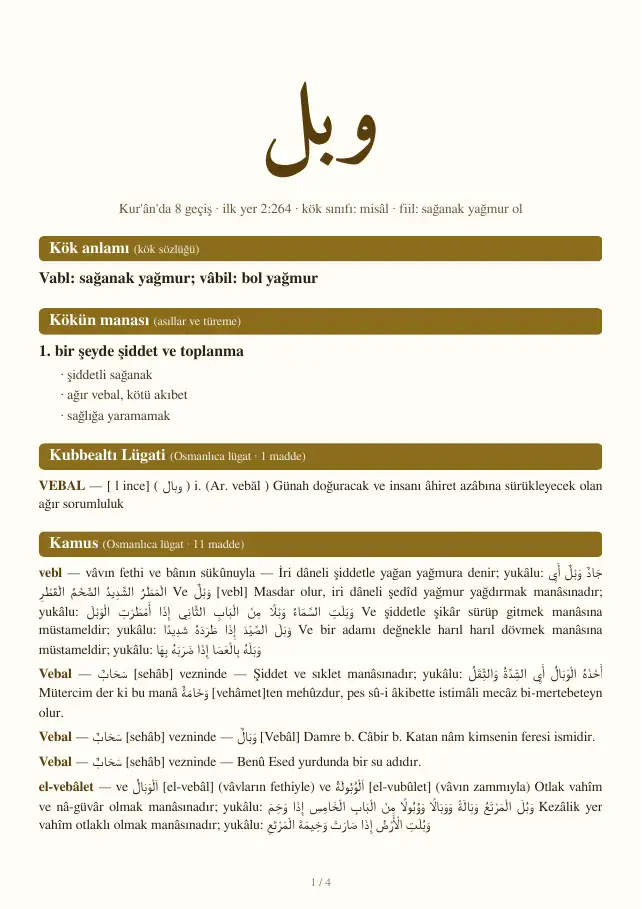 وبل
Kur'ân'da 8 geçiş · ilk yer 2:264 · kök sınıfı: misâl · fiil: sağanak yağmur ol
Kök anlamı (kök sözlüğü)
Vabl: sağanak yağmur; vâbil: bol yağmur
Kökün manası (asıllar ve türeme)
1. bir şeyde şiddet ve toplanma
· şiddetli sağanak
· ağır vebal, kötü akıbet
· sağlığa yaramamak
Kubbealtı Lügati (Osmanlıca lügat · 1 madde)
VEBAL — [ l ince] ( وبال ) i. (Ar. vebāl ) Günah doğuracak ve insanı âhiret azâbına sürükleyecek olan
ağır sorumluluk
Kamus (Osmanlıca lügat · 11 madde)
vebl — vâvın fethi ve bânın sükûnuyla — İri dâneli şiddetle yağan yağmura denir; yukâlu: جَادَّ وَبْلٌ أَيِ
الْمَطَرُ الشَّدِيدُ الضَّخْمُ الْقَطْرِ Ve وَبْلٌ [vebl] Masdar olur, iri dâneli şedîd yağmur yağdırmak manâsınadır;
yukâlu: وَبَلَتِ السَّمَاءُ وَبْلًا مِنَ الْبَابِ الثَّانِي إِذَا أَمْطَرَتِ الْوَبْلَ Ve şiddetle şikâr sürüp gitmek manâsına
müstameldir; yukâlu: وَبَلَ الصَّيْدَ إِذَا طَرَدَهُ شَدِيدًا Ve bir adamı değnekle harıl harıl dövmek manâsına
müstameldir; yukâlu: وَبَلَهُ بِالْعَصَا إِذَا ضَرَبَهُ بِهَا
Vebal — سَحَابٌ [sehâb] vezninde — Şiddet ve sıklet manâsınadır; yukâlu: أَخَذَهُ الْوَبَالُ أَيِ الشِّدَّةُ وَالثِّقَلُ
Mütercim der ki bu manâ وَخَامَةٌ [vehâmet]ten mehûzdur, pes sû-i âkibette istimâli mecâz bi-mertebeteyn
olur.
Vebal — سَحَابٌ [sehâb] vezninde — وَبَالٌ [Vebâl] Damre b. Câbir b. Katan nâm kimsenin feresi ismidir.
Vebal — سَحَابٌ [sehâb] vezninde — Benû Esed yurdunda bir su adıdır.
el-vebâlet — ve اَلْوَبَالُ [el-vebâl] (vâvların fethiyle) ve اَلْوُبُولَةُ [el-vubûlet] (vâvın zammıyla) Otlak vahîm
ve nâ-güvâr olmak manâsınadır; yukâlu: وَبُلَ الْمَرْتَعُ وَبَالَةً وَوَبَالًا وَوُبُولًا مِنَ الْبَابِ الْخَامِسِ إِذَا وَخِمَ Kezâlik yer
vahîm otlaklı olmak manâsınadır; yukâlu: وَبُلَتِ الْأَرْضُ إِذَا صَارَتْ وَخِيمَةَ الْمَرْتَعِ
1 / 4